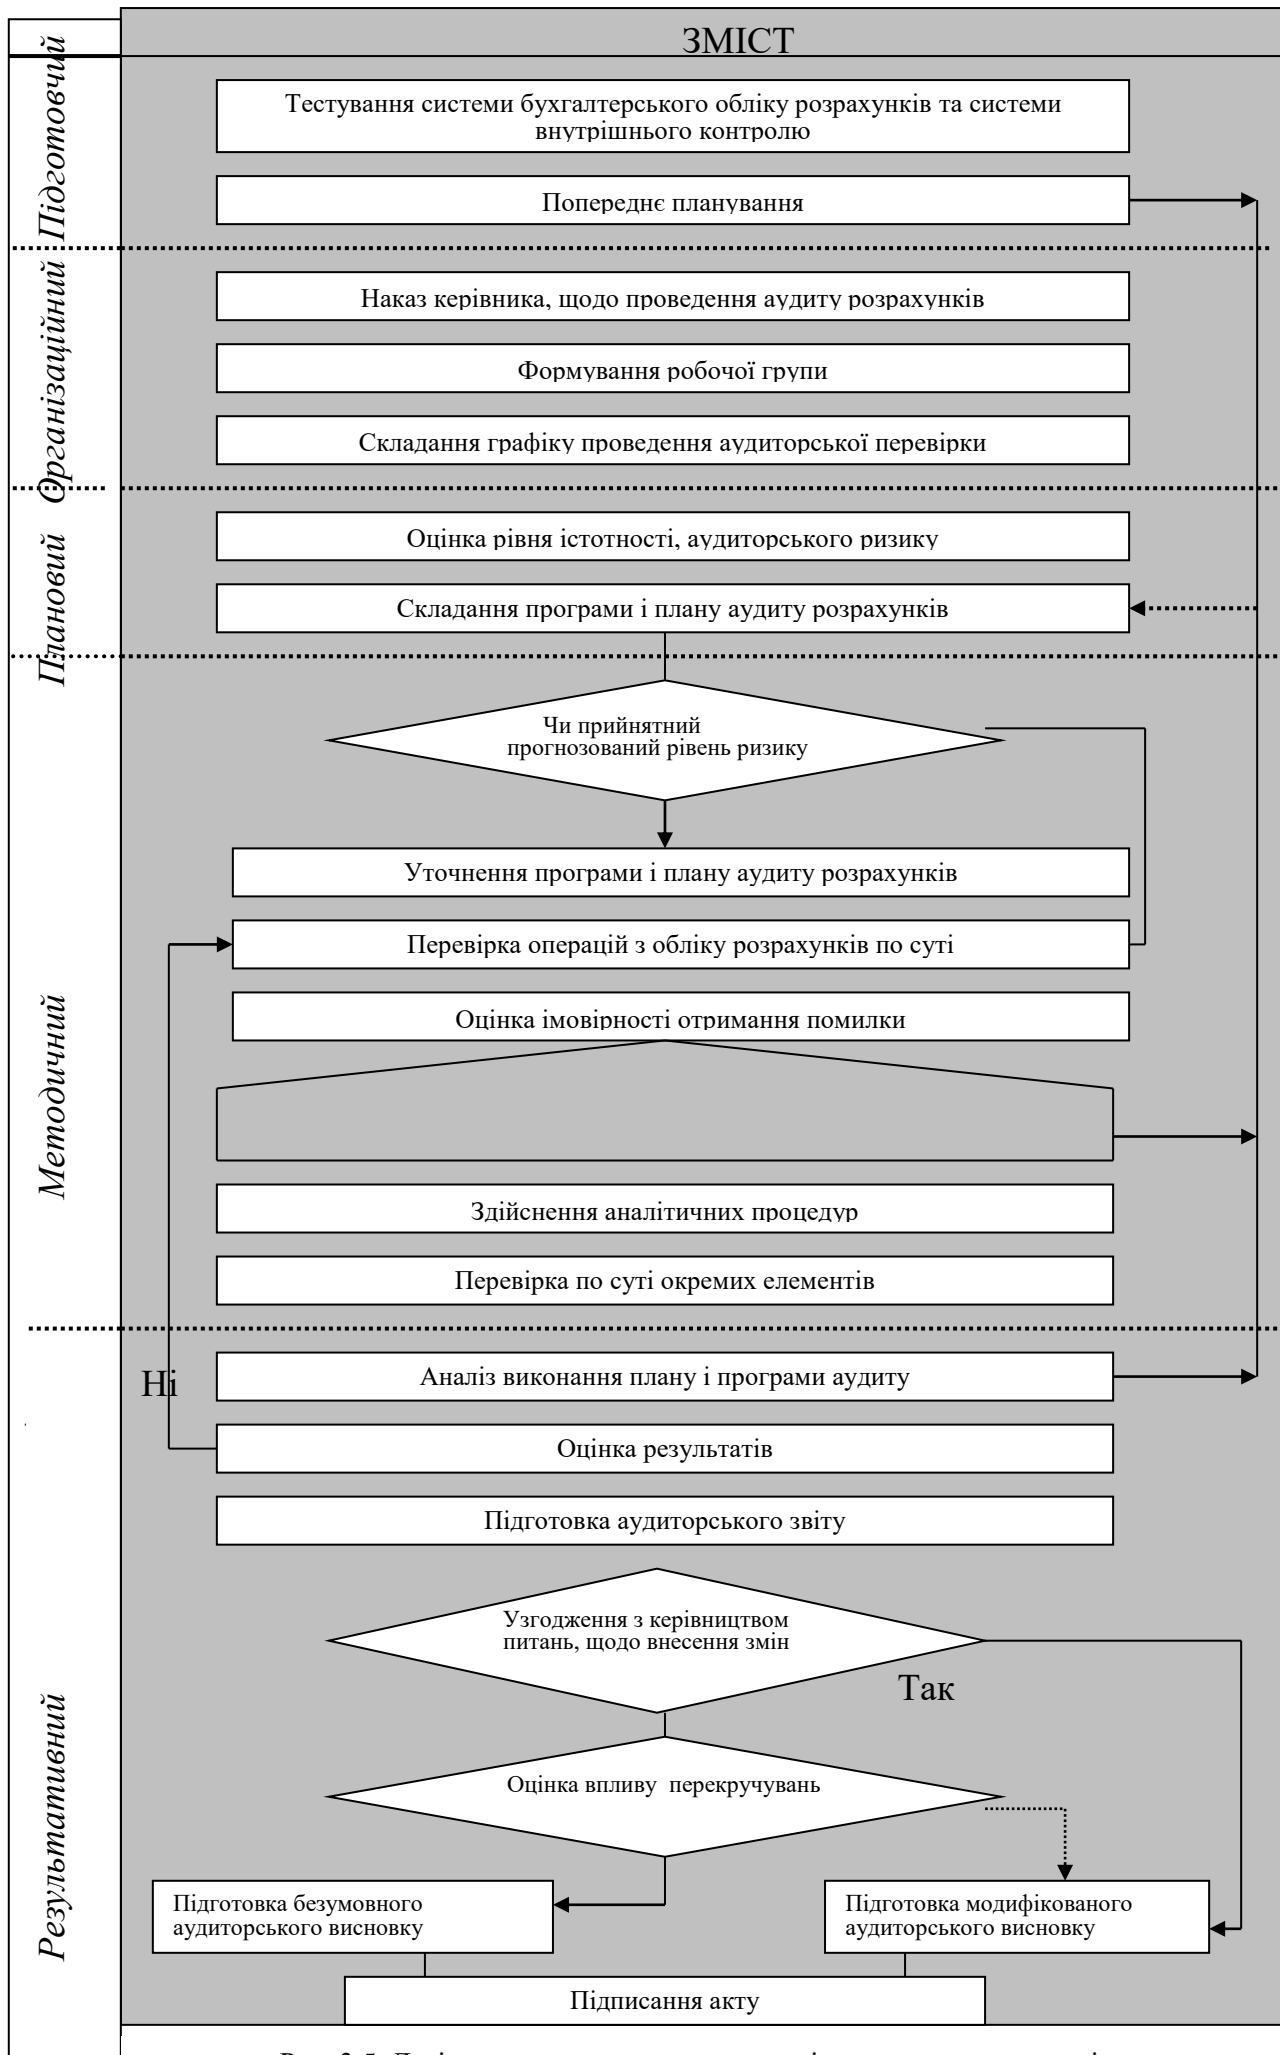 ЗМІСТ
Підготовчий
Тестування системи бухгалтерського обліку розрахунків та системи
внутрішнього контролю
Попереднє планування
Організаційний
Наказ керівника, щодо проведення аудиту розрахунків
Формування робочої групи
Складання графіку проведення аудиторської перевірки
Плановий
Оцінка рівня істотності, аудиторського ризику
Складання програми і плану аудиту розрахунків
Методичний
Чи прийнятний
прогнозований рівень ризику
Уточнення програми і плану аудиту розрахунків
Перевірка операцій з обліку розрахунків по суті
Оцінка імовірності отримання помилки
Здійснення аналітичних процедур
Перевірка по суті окремих елементів
Результативний
Ні
Аналіз виконання плану і програми аудиту
Оцінка результатів
Підготовка аудиторського звіту
Узгодження з керівництвом
питань, щодо внесення змін
Так
Оцінка впливу перекручувань
Підготовка безумовного
аудиторського висновку
Підготовка модифікованого
аудиторського висновку
Підписання акту